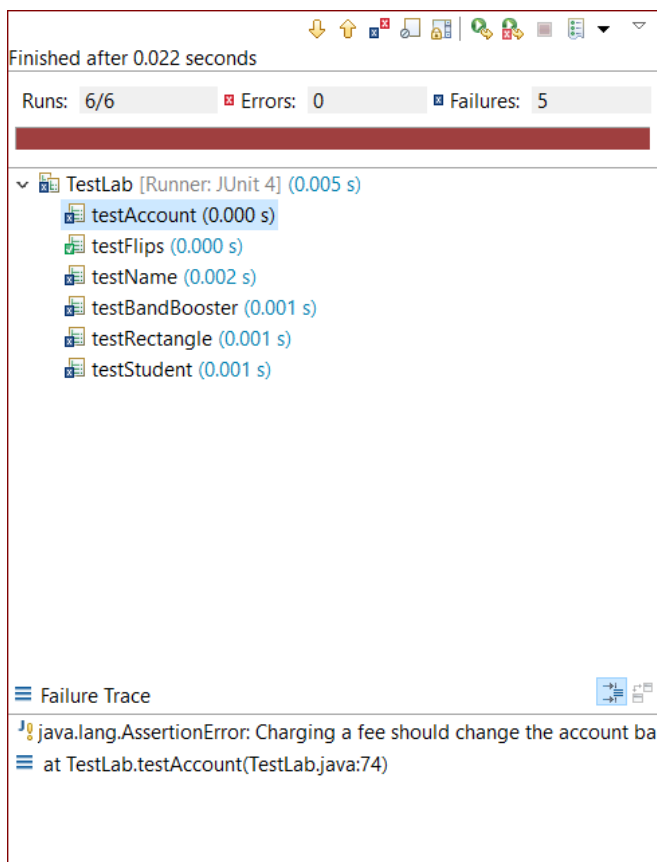 Finished after 0.022 seconds
Runs: 6/6 Errors: 0 Failures: 5
TestLab [Runner: JUnit 4] (0.005 s)
testAccount (0.000 s)
testFlips (0.000 s)
testName (0.002 s)
testBandBooster (0.001 s)
testRectangle (0.001 s)
testStudent (0.001 s)
Failure Trace
java.lang.AssertionError: Charging a fee should change the account ba
at TestLab.testAccount(TestLab.java:74)